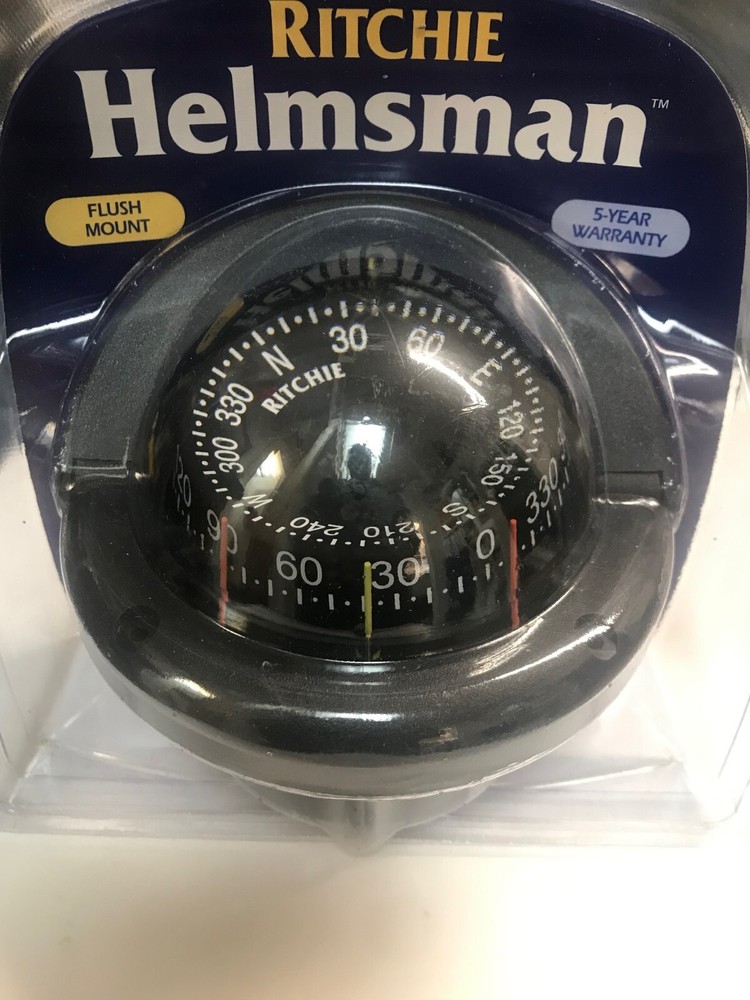 RITCHIE
Helmsman™
FLUSH
MOUNT
5-YEAR
WARRANTY
N 30 60 E
RITCHIE
330 120
300 150 330
W 240 210 S
90 60 30 0